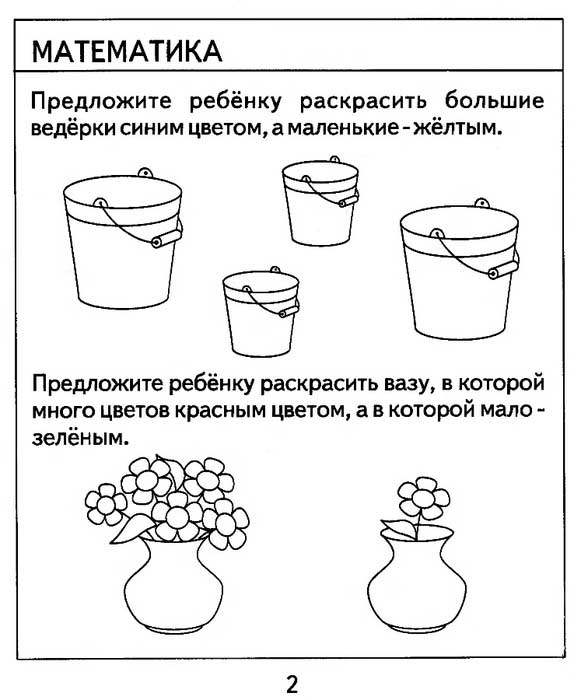 МАТЕМАТИКА
Предложите ребёнку раскрасить большие
ведёрки синим цветом, а маленькие - жёлтым.
Предложите ребёнку раскрасить вазу, в которой
много цветов красным цветом, а в которой мало -
зелёным.
2